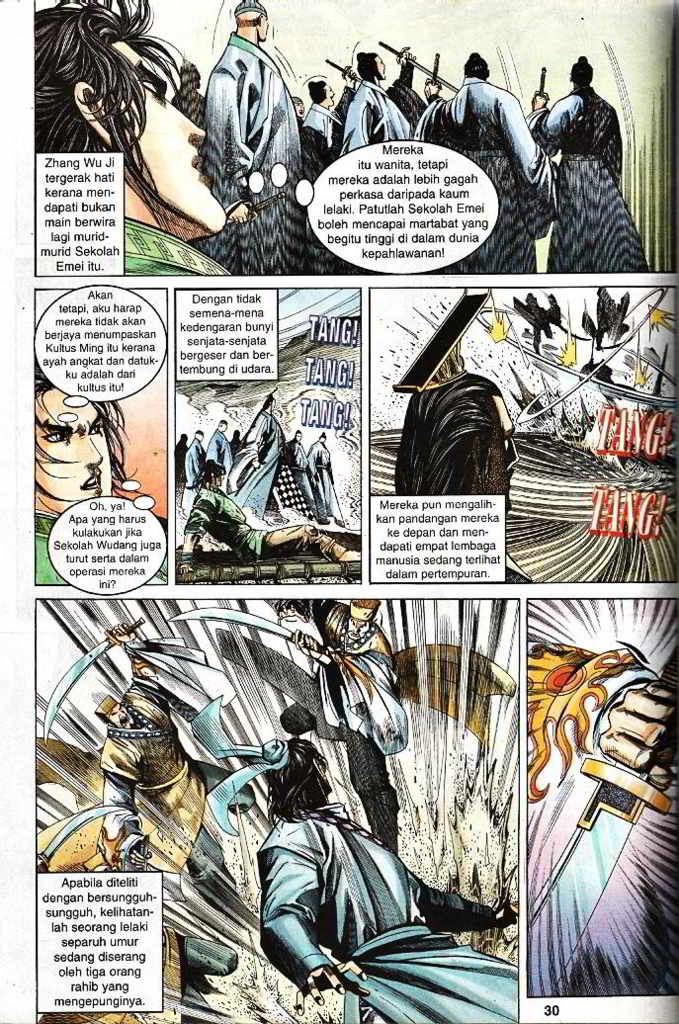 Zhang Wu Ji
tergerak hati
kerana men-
dapati bukan
main berwira
lagi murid-
murid Sekolah
Emei itu.
Mereka
itu wanita, tetapi
mereka adalah lebih gagah
perkasa daripada kaum
lelaki. Patutlah Sekolah Emei
boleh mencapai martabat yang
begitu tinggi di dalam dunia
kepahlawanan!
Akan
tetapi, aku harap
mereka tidak akan
berjaya menumpaskan
Kultus Ming itu kerana
ayah angkat dan datuk-
ku adalah dari
kultus itu!
Oh, ya!
Apa yang harus
kulakukan jika
Sekolah Wudang juga
turut serta dalam
operasi mereka
ini?
Dengan tidak
semena-mena
kedengaran bunyi
senjata-senjata
bergeser dan ber-
tembung di udara.
TANG!
TANG!
TANG!
TANG!
TANG!
Mereka pun mengalih-
kan pandangan mereka
ke depan dan men-
dapati empat lembaga
manusia sedang terlihat
dalam pertempuran.
Apabila diteliti
dengan bersungguh-
sungguh, kelihatan-
lah seorang lelaki
separuh umur
sedang diserang
oleh tiga orang
rahib yang
mengepunginya.
30